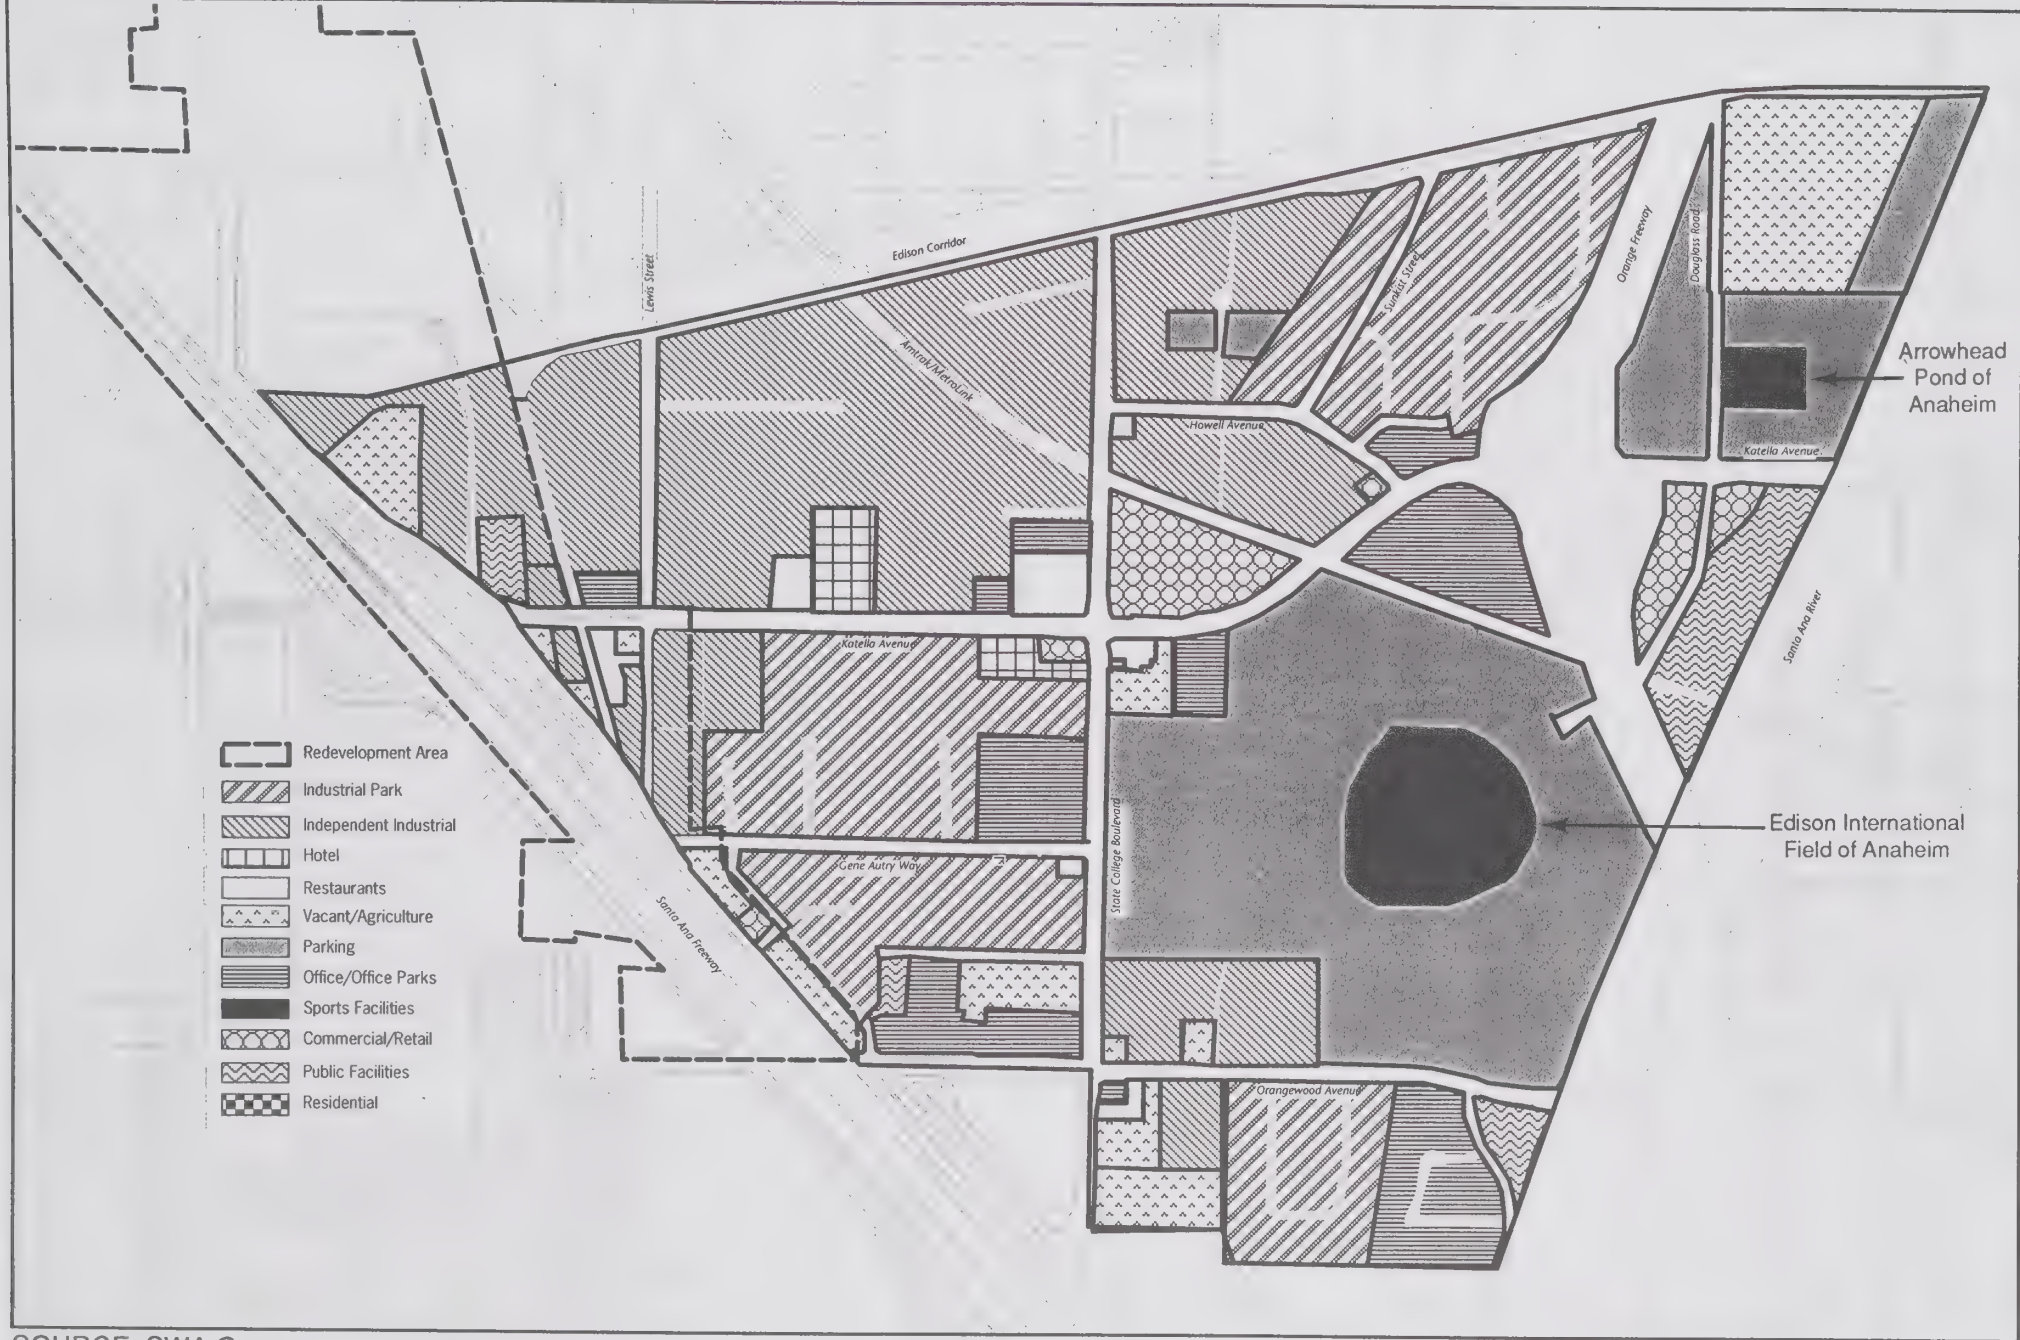 Edison Corridor
Lewis Street
Amtrak/MetroLink
Sunkist Street
Orange Freeway
Douglass Road
Howell Avenue
Katella Avenue
Arrowhead
Pond of
Anaheim
Santa Ana River
Katella Avenue
State College Boulevard
Edison International
Field of Anaheim
Gene Autry Way
Santa Ana Freeway
Orangewood Avenue
Redevelopment Area
Industrial Park
Independent Industrial
Hotel
Restaurants
Vacant/Agriculture
Parking
Office/Office Parks
Sports Facilities
Commercial/Retail
Public Facilities
Residential